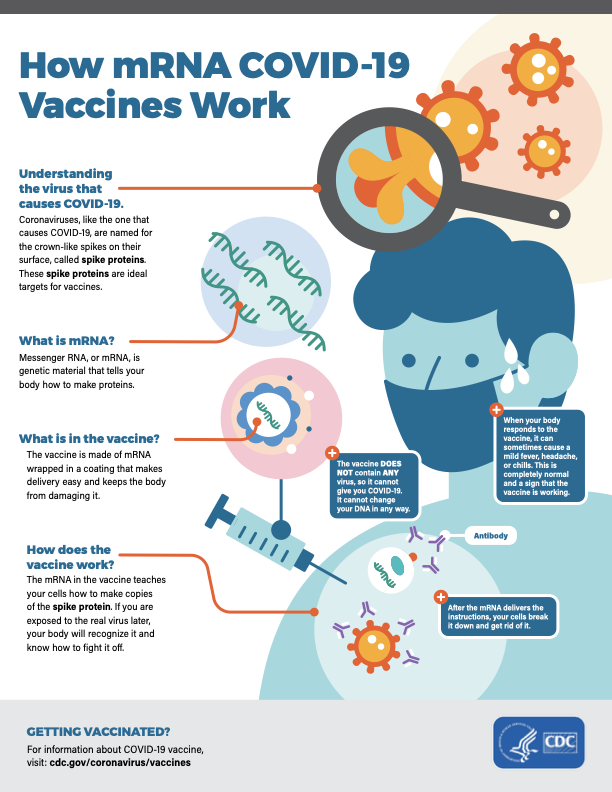 How mRNA COVID-19
Vaccines Work
Understanding
the virus that
causes COVID-19.
Coronaviruses, like the one that
causes COVID-19, are named for
the crown-like spikes on their
surface, called spike proteins.
These spike proteins are ideal
targets for vaccines.
What is mRNA?
Messenger RNA, or mRNA, is
genetic material that tells your
body how to make proteins.
What is in the vaccine?
The vaccine is made of mRNA
wrapped in a coating that makes
delivery easy and keeps the body
from damaging it.
The vaccine DOES
NOT contain ANY
virus, so it cannot
give you COVID-19.
It cannot change
your DNA in any way.
When your body
responds to the
vaccine, it can
sometimes cause a
mild fever, headache,
or chills. This is
completely normal
and a sign that the
vaccine is working.
How does the
vaccine work?
The mRNA in the vaccine teaches
your cells how to make copies
of the spike protein. If you are
exposed to the real virus later,
your body will recognize it and
know how to fight it off.
Antibody
After the mRNA delivers the
instructions, your cells break
it down and get rid of it.
GETTING VACCINATED?
For information about COVID-19 vaccine,
visit: cdc.gov/coronavirus/vaccines
CDC